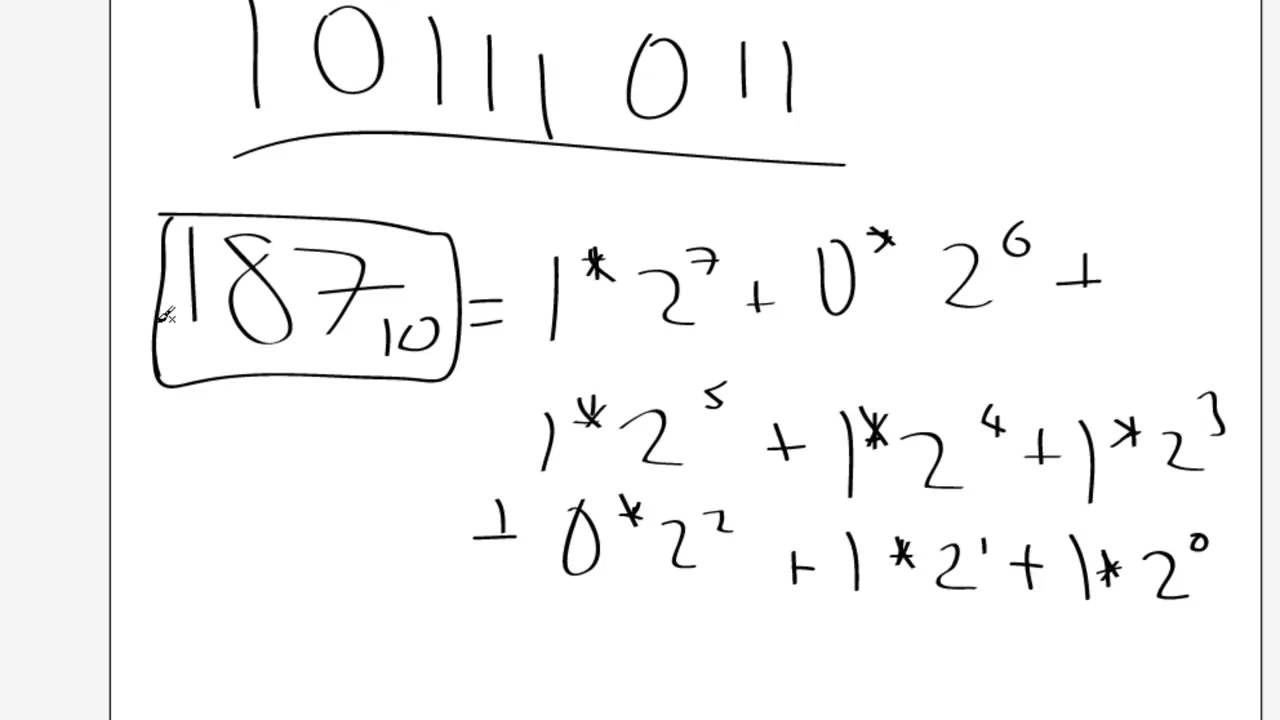 10111011
187₁₀ = 1*2⁷ + 0*2⁶ +
1*2⁵ + 1*2⁴ + 1*2³
+ 0*2² + 1*2¹ + 1*2⁰